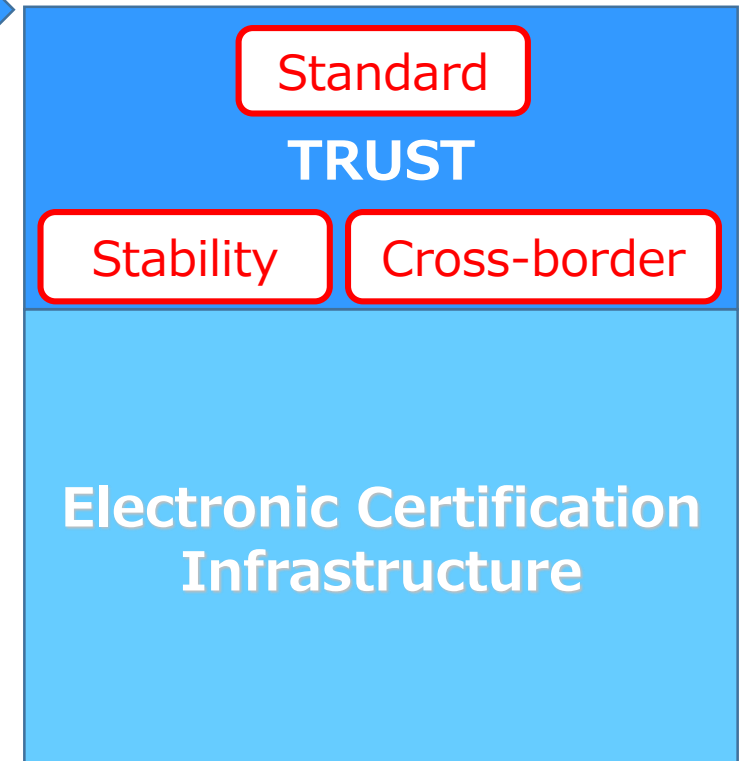 Standard
TRUST
Stability Cross-border
Electronic Certification
Infrastructure